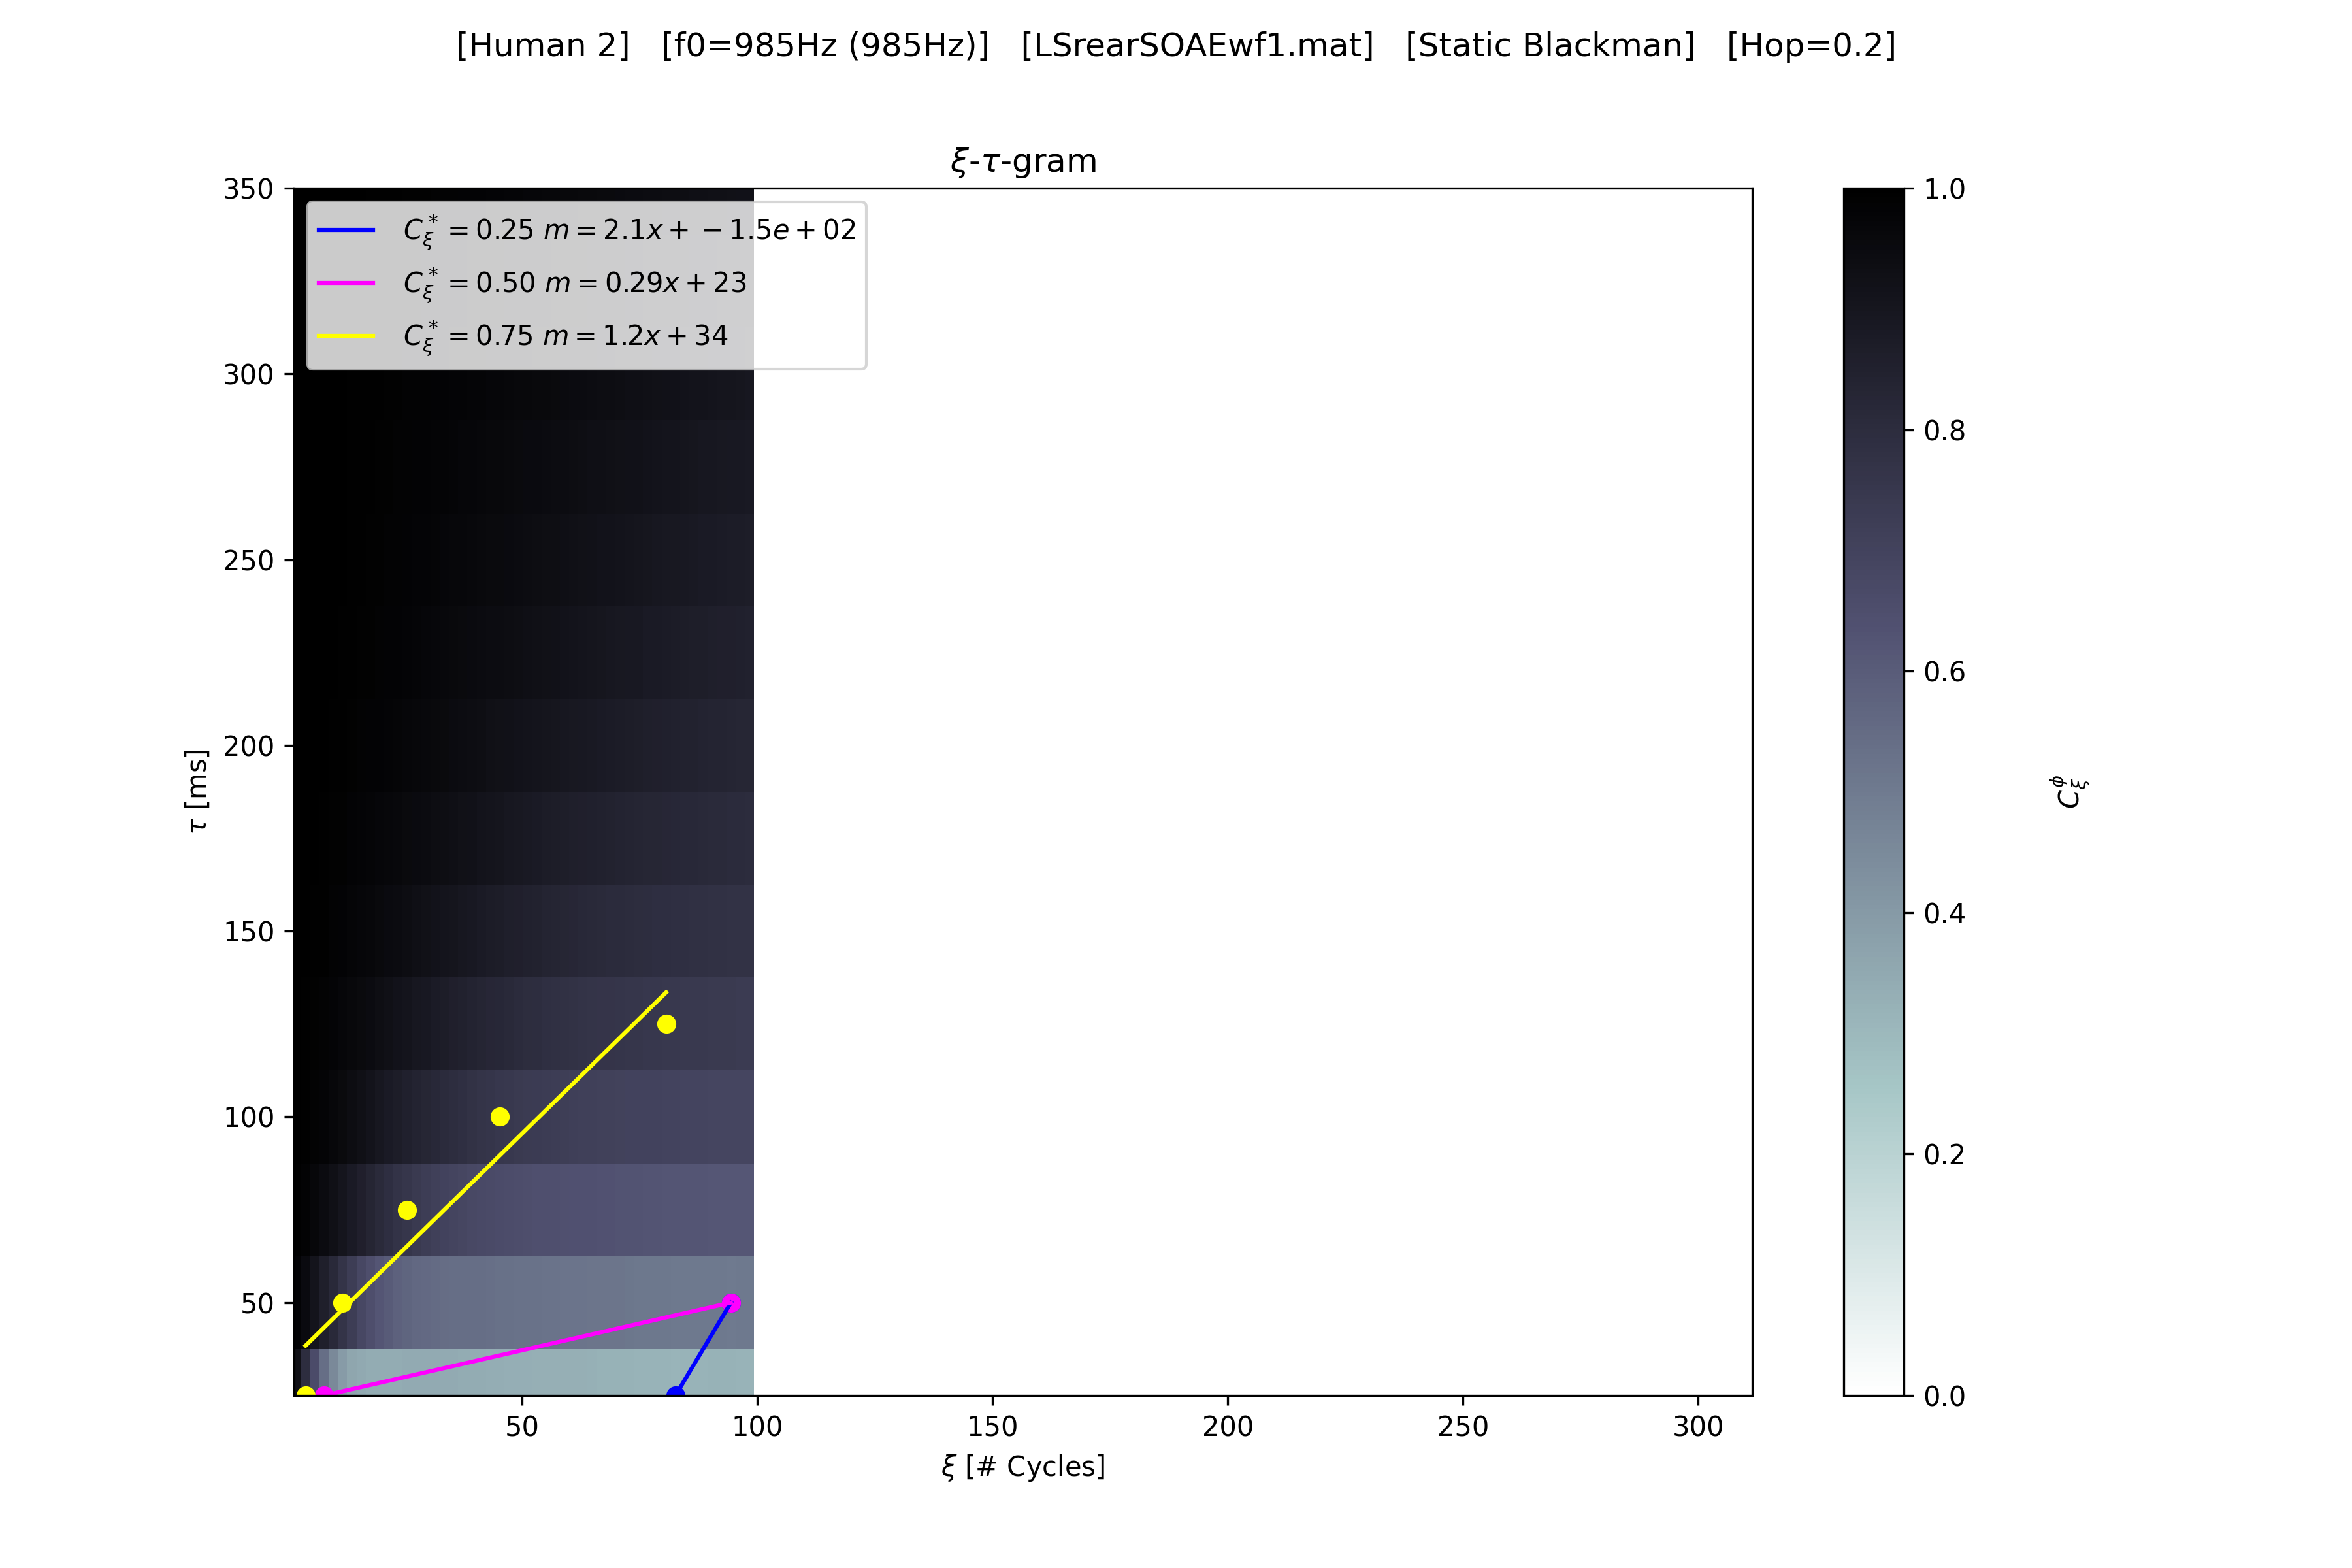 [Human 2]   [f0=985Hz (985Hz)]   [LSrearSOAEwf1.mat]   [Static Blackman]   [Hop=0.2]
ξ-τ-gram
350
300
250
200
150
100
50
τ [ms]
C*ξ = 0.25 m = 2.1x + −1.5e + 02
C*ξ = 0.50 m = 0.29x + 23
C*ξ = 0.75 m = 1.2x + 34
50 100 150 200 250 300
ξ [# Cycles]
1.0
0.8
0.6
0.4
0.2
0.0
Cϕξ